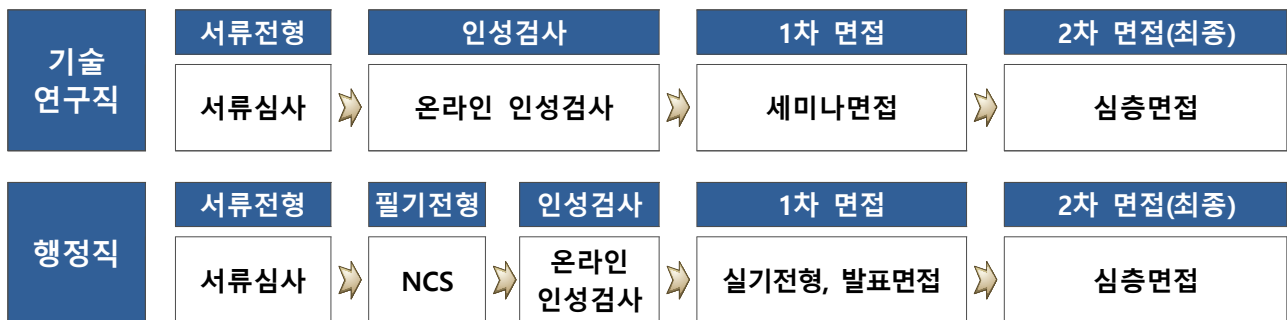 기술
연구직
서류전형 인성검사 1차 면접 2차 면접(최종)
서류심사 온라인 인성검사 세미나면접 심층면접
행정직
서류전형 필기전형 인성검사 1차 면접 2차 면접(최종)
서류심사 NCS 온라인 인성검사 실기전형, 발표면접 심층면접